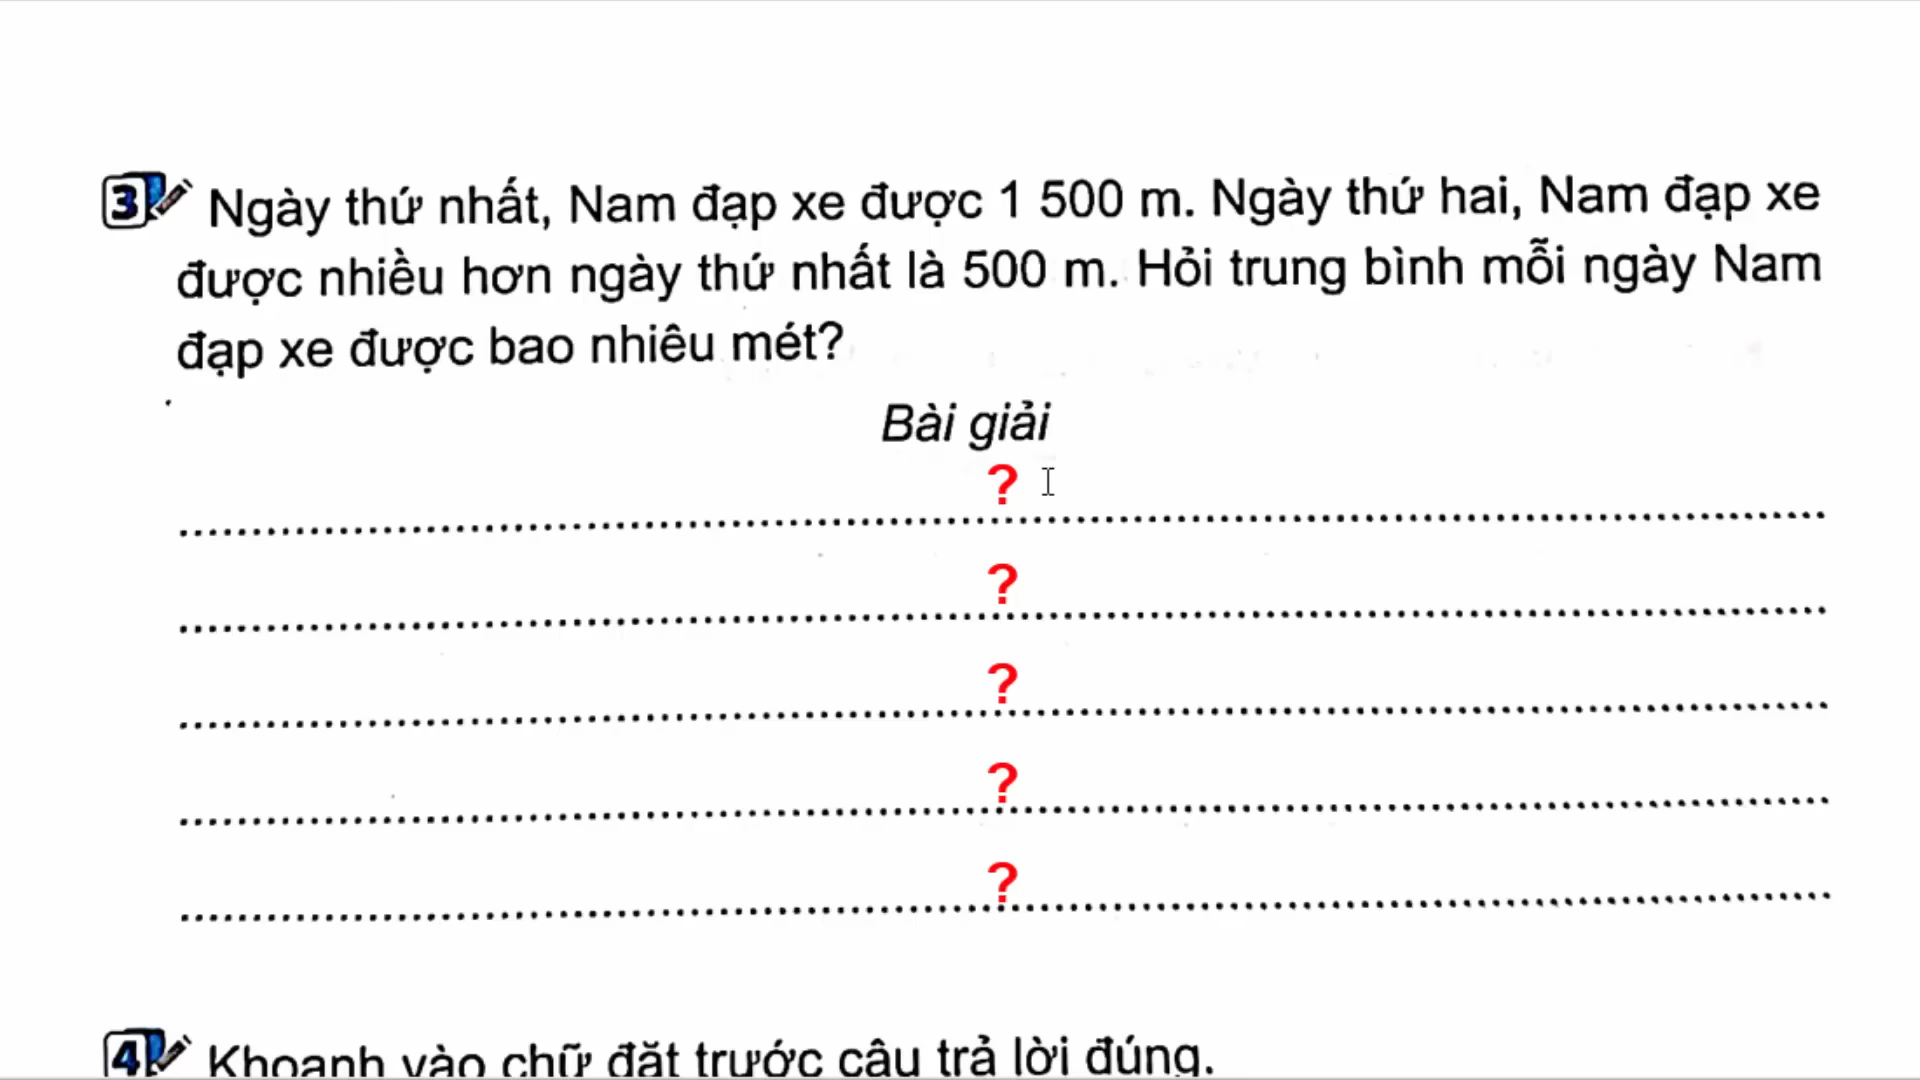 3 Ngày thứ nhất, Nam đạp xe được 1 500 m. Ngày thứ hai, Nam đạp xe
được nhiều hơn ngày thứ nhất là 500 m. Hỏi trung bình mỗi ngày Nam
đạp xe được bao nhiêu mét?
Bài giải
?
?
?
?
?
4 Khoanh vào chữ đặt trước câu trả lời đúng.